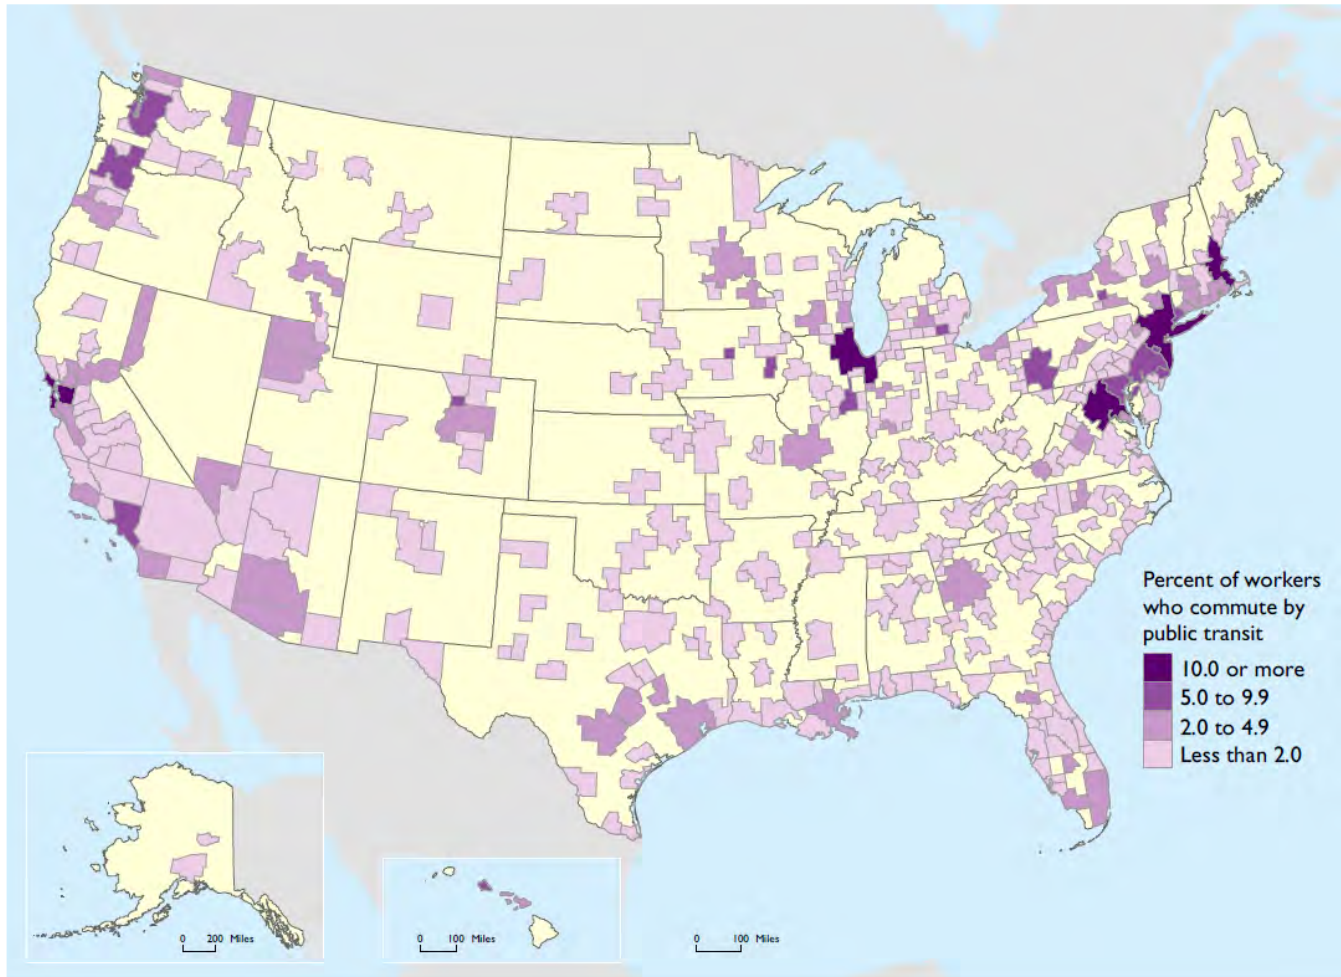 Percent of workers
who commute by
public transit
10.0 or more
5.0 to 9.9
2.0 to 4.9
Less than 2.0
0 200 Miles
0 100 Miles
0 100 Miles